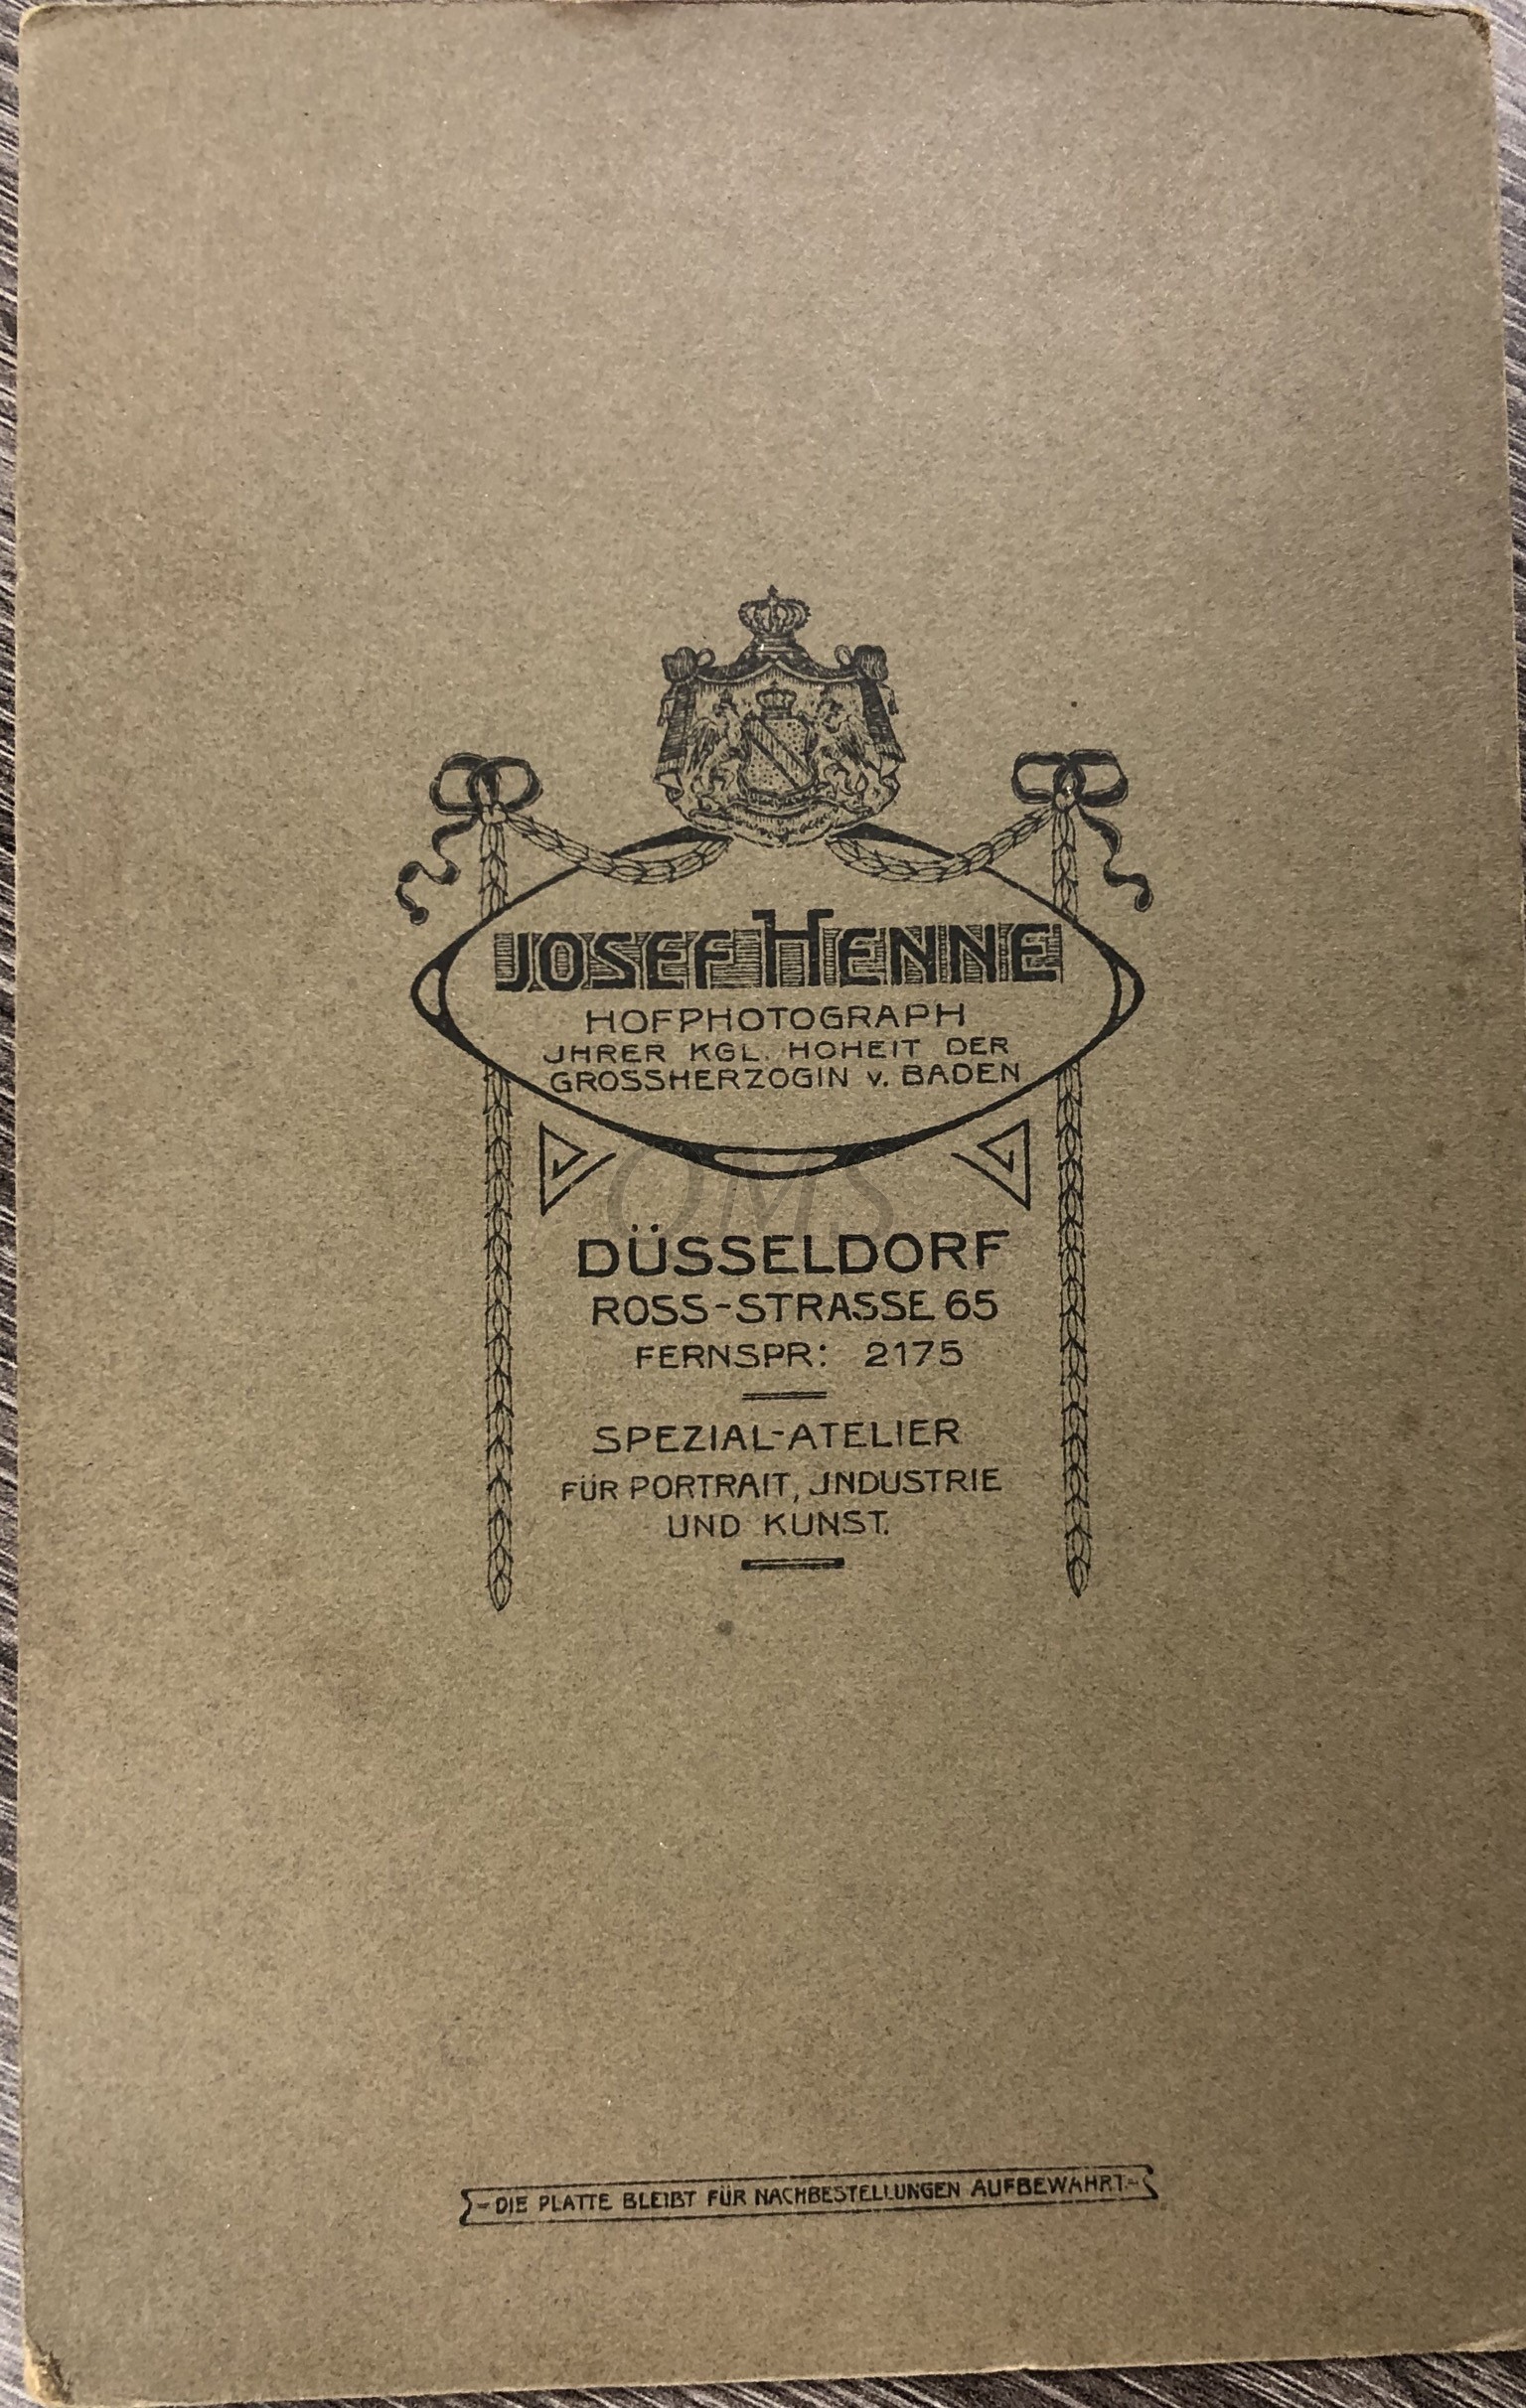 JOSEF HENNE
HOFPHOTOGRAPH
JHRER KGL. HOHEIT DER
GROSSHERZOGIN v. BADEN
OMS
DÜSSELDORF
ROSS-STRASSE 65
FERNSPR: 2175
SPEZIAL-ATELIER
FÜR PORTRAIT, JNDUSTRIE
UND KUNST.
-DIE PLATTE BLEIBT FÜR NACHBESTELLUNGEN AUFBEWAHRT-